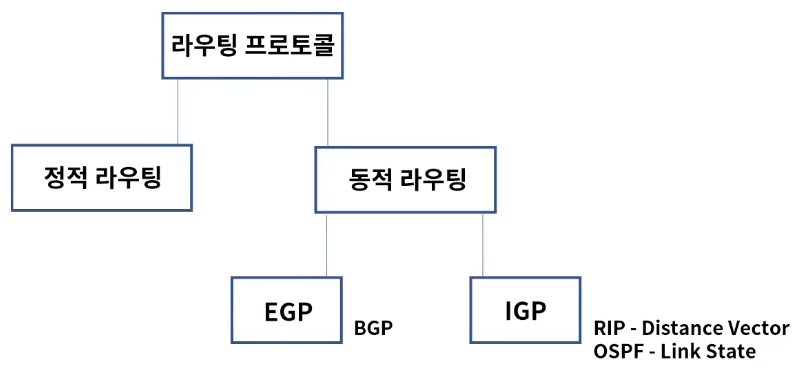 라우팅 프로토콜
정적 라우팅
동적 라우팅
EGP
BGP
IGP
RIP - Distance Vector
OSPF - Link State